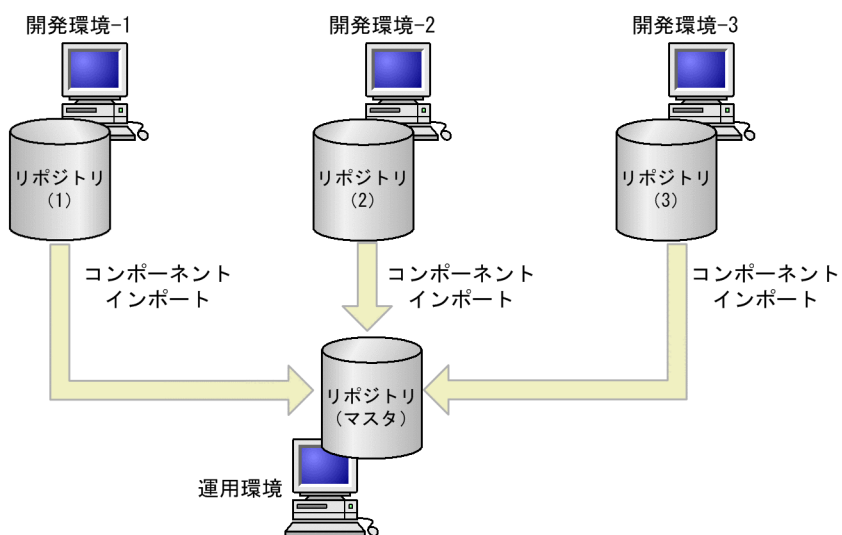 開発環境-1
開発環境-2
開発環境-3
リポジトリ
(1)
リポジトリ
(2)
リポジトリ
(3)
コンポーネント
インポート
コンポーネント
インポート
コンポーネント
インポート
リポジトリ
(マスタ)
運用環境